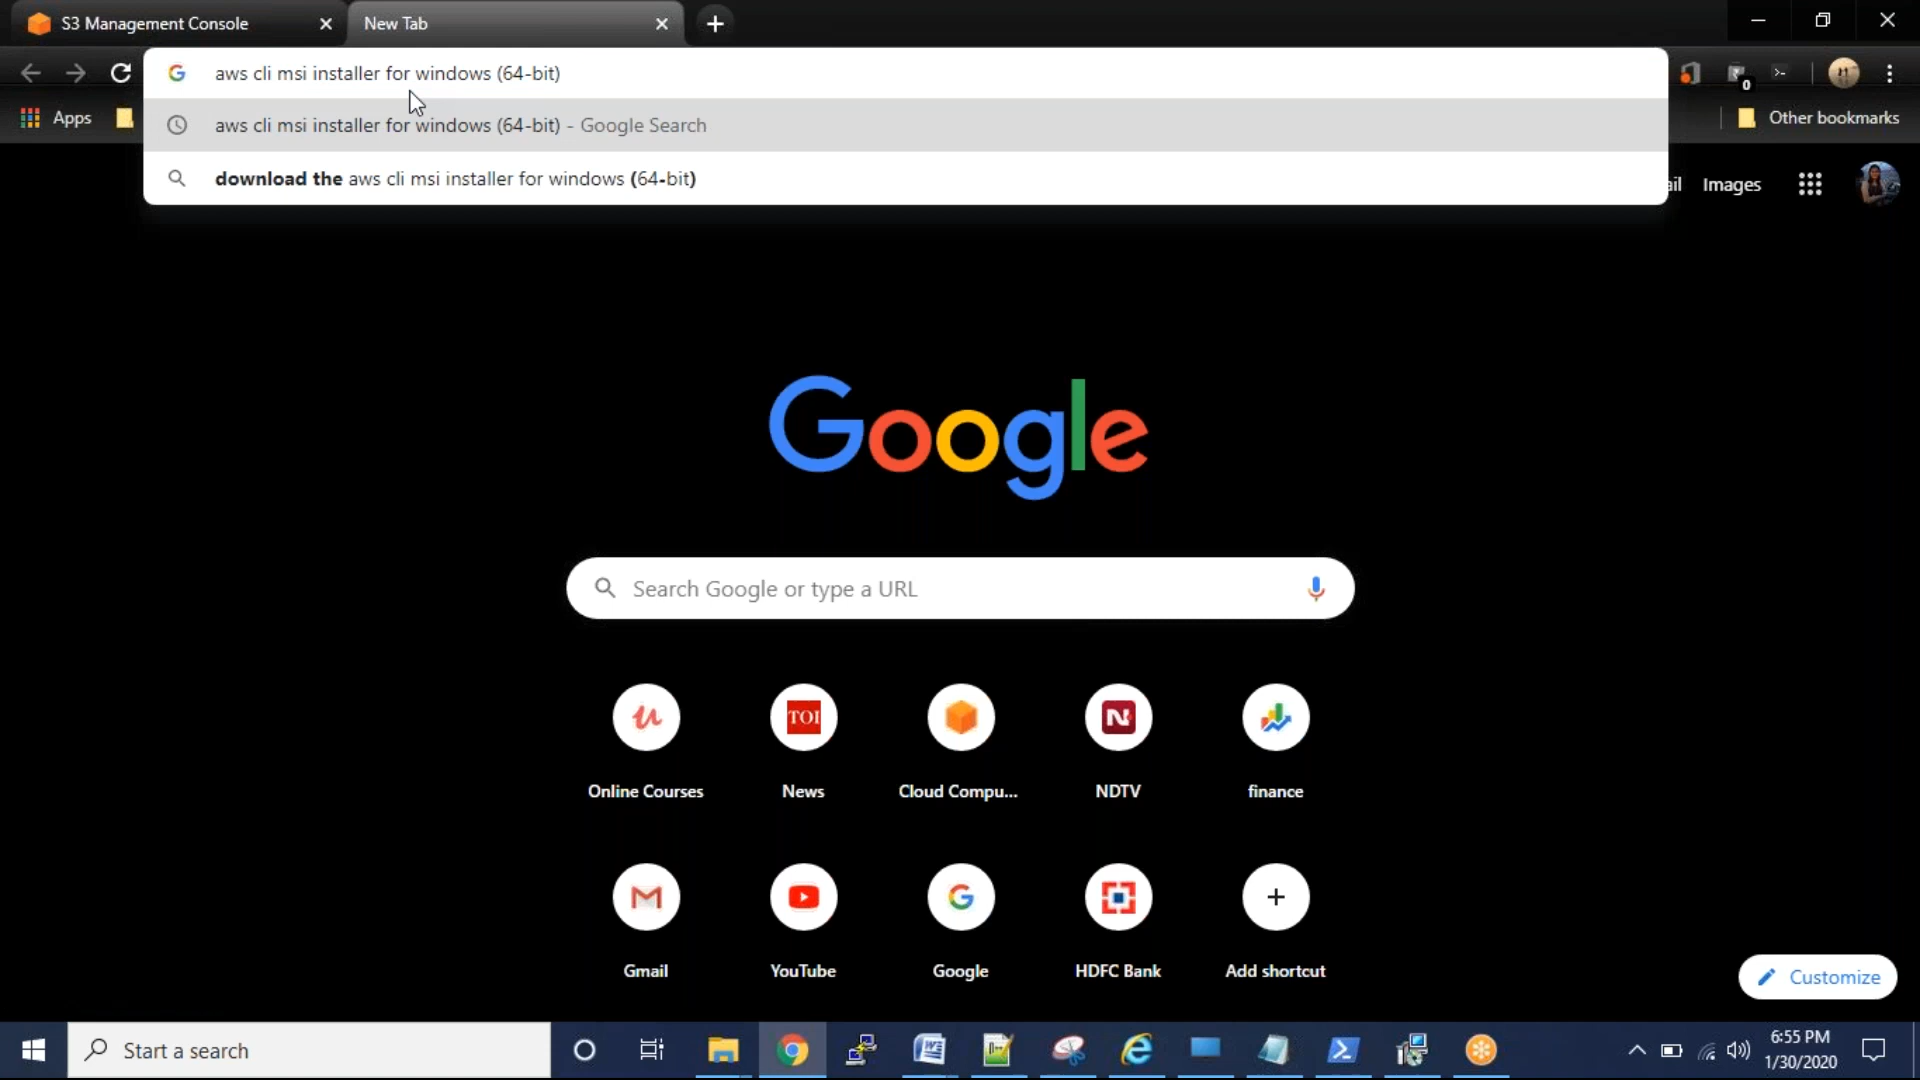 S3 Management Console
New Tab
aws cli msi installer for windows (64-bit)
Apps
aws cli msi installer for windows (64-bit) - Google Search
0
Other bookmarks
download the aws cli msi installer for windows (64-bit)
ail Images
Google
Search Google or type a URL
TOI
Online Courses
News
Cloud Compu...
NDTV
finance
Gmail
YouTube
Google
HDFC Bank
Add shortcut
Customize
Start a search
6:55 PM
1/30/2020